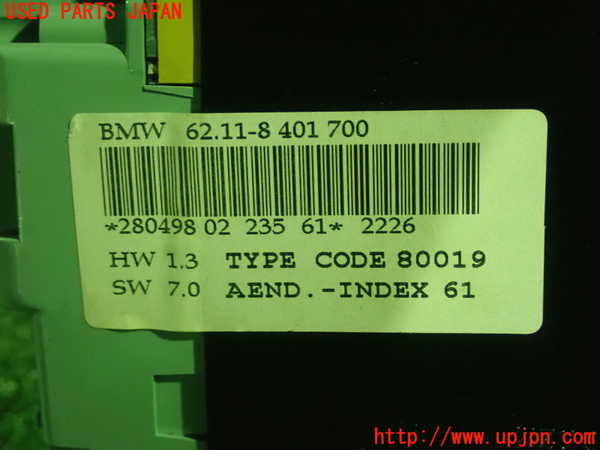 USED PARTS JAPAN
BMW 62.11-8 401 700
*280498 02 235 61* 2226
HW 1.3 TYPE CODE 80019
SW 7.0 AEND.-INDEX 61
http://www.upjpn.com/